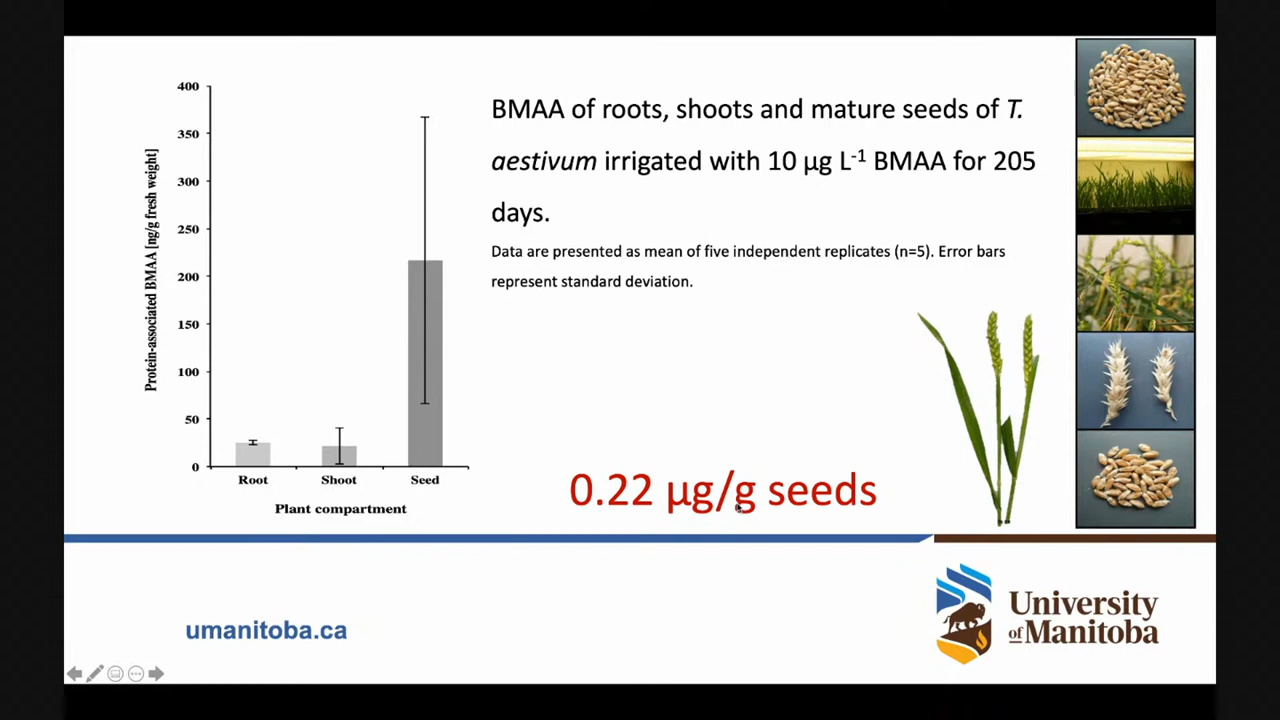 400
350
300
250
200
150
100
50
0
Protein-associated BMAA [ng/g fresh weight]
Root Shoot Seed
Plant compartment
BMAA of roots, shoots and mature seeds of T.
aestivum irrigated with 10 µg L-1 BMAA for 205
days.
Data are presented as mean of five independent replicates (n=5). Error bars
represent standard deviation.
0.22 µg/g seeds
umanitoba.ca
University
of Manitoba